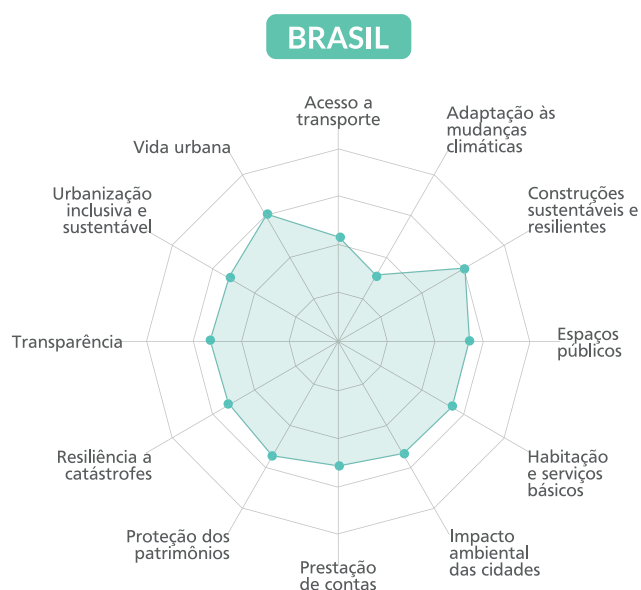 BRASIL
Acesso a
transporte
Adaptação às
mudanças
climáticas
Construções
sustentáveis e
resilientes
Espaços
públicos
Habitação
e serviços
básicos
Impacto
ambiental
das cidades
Prestação
de contas
Proteção dos
patrimônios
Resiliência a
catástrofes
Transparência
Urbanização
inclusiva e
sustentável
Vida urbana